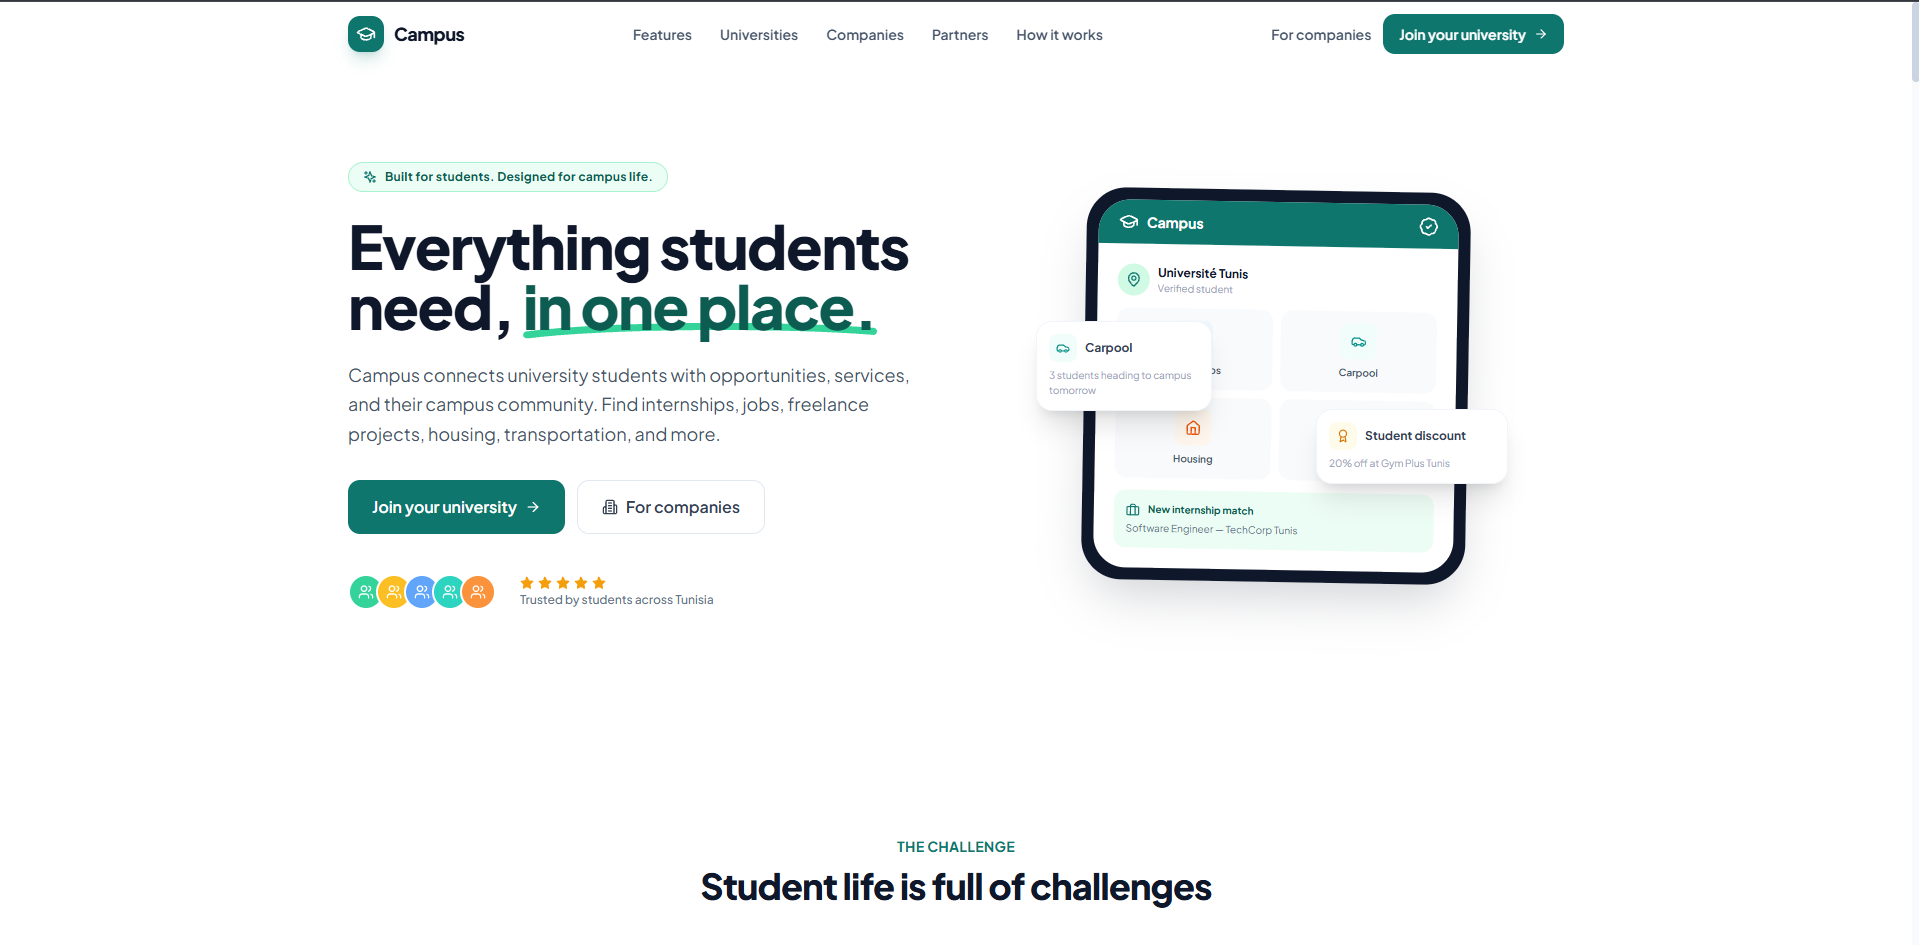 Campus
Features
Universities
Companies
Partners
How it works
For companies
Join your university
Built for students. Designed for campus life.
Everything students
need, in one place.
Campus connects university students with opportunities, services,
and their campus community. Find internships, jobs, freelance
projects, housing, transportation, and more.
Join your university
For companies
Trusted by students across Tunisia
Campus
Université Tunis
Verified student
Carpool
3 students heading to campus
tomorrow
Carpool
Housing
Student discount
20% off at Gym Plus Tunis
New internship match
Software Engineer — TechCorp Tunis
THE CHALLENGE
Student life is full of challenges